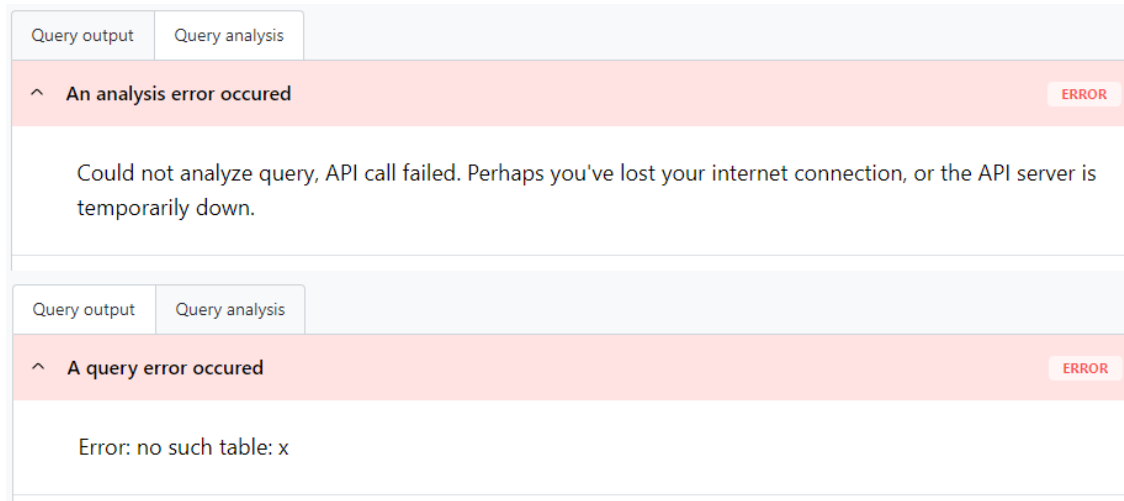 Query output Query analysis
An analysis error occured ERROR
Could not analyze query, API call failed. Perhaps you've lost your internet connection, or the API server is
temporarily down.
Query output Query analysis
A query error occured ERROR
Error: no such table: x